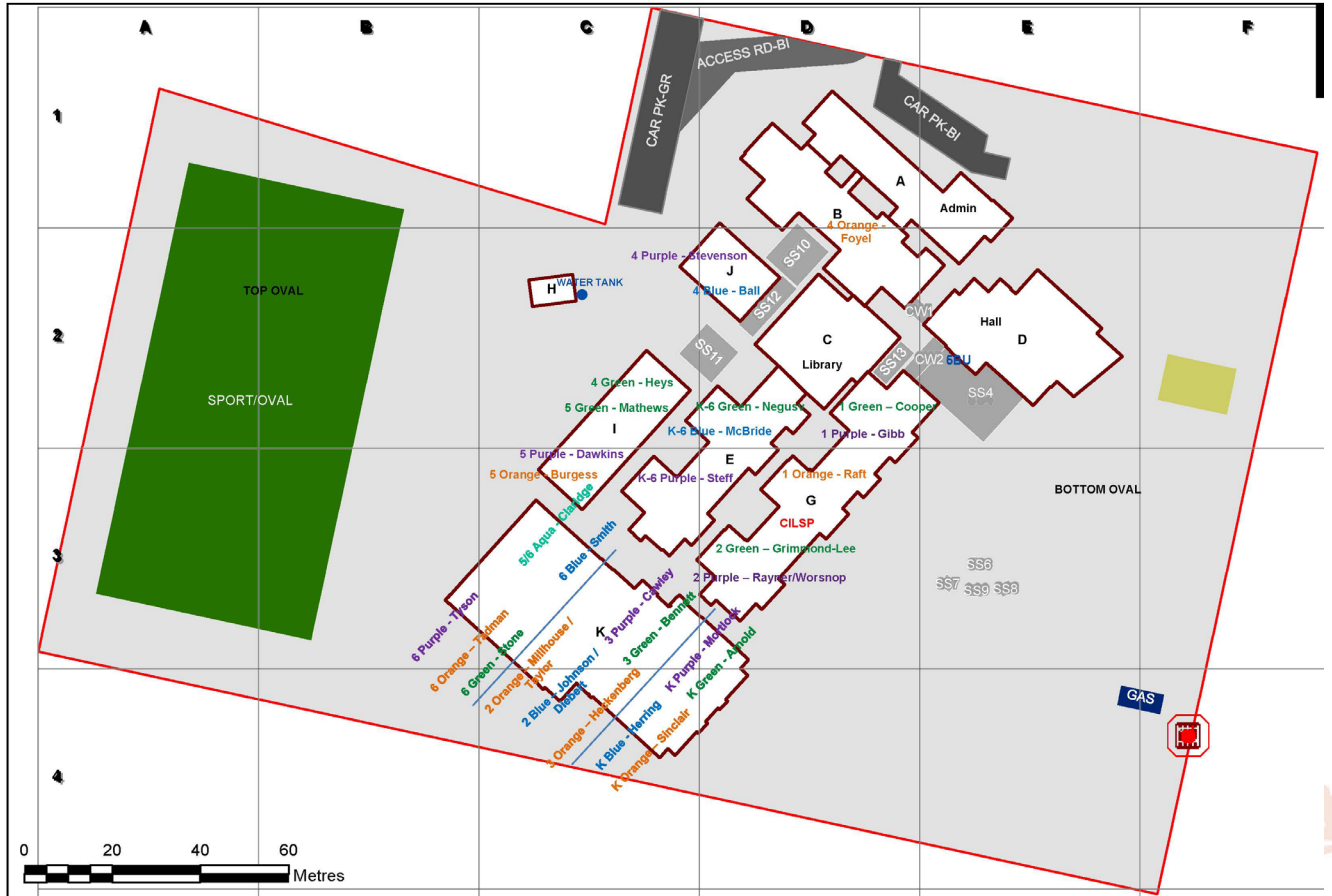 A B C D E F
1
2
3
4
CAR PK-GR
ACCESS RD-BI
CAR PK-BI
A
Admin
B
4 Orange -
Foyel
4 Purple - Stevenson
J
4 Blue - Ball
SS10
SS12
SS11
H
WATER TANK
TOP OVAL
SPORT/OVAL
C
Library
SS13
CW1
CW2
5BU
Hall
D
SS4
4 Green - Heys
5 Green - Mathews
I
5 Purple - Dawkins
5 Orange - Burgess
K-6 Green - Negus
K-6 Blue - McBride
E
K-6 Purple - Steff
1 Green – Cooper
1 Purple - Gibb
1 Orange - Raft
G
CILSP
2 Green – Grimmond-Lee
2 Purple – Rayner/Worsnop
BOTTOM OVAL
SS6
SS7
SS9
SS8
5/6 Aqua - Claridge
6 Blue - Smith
6 Purple - Tyson
6 Orange – Tadman
6 Green - Stone
K
2 Orange - Millhouse /
Taylor
2 Blue – Johnson /
Diebert
3 Purple - Cawley
3 Green - Bennett
3 Orange – Heckenberg
K Purple - Mortlock
K Green - Arnold
K Blue - Herring
K Orange – Sinclair
GAS
0 20 40 60
Metres